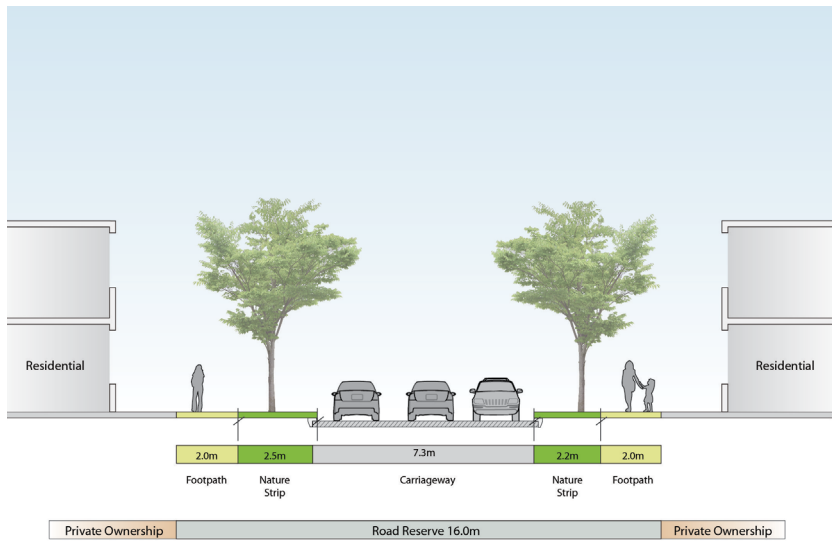 Residential
Residential
2.0m
2.5m
7.3m
2.2m
2.0m
Footpath
Nature
Strip
Carriageway
Nature
Strip
Footpath
Private Ownership
Road Reserve 16.0m
Private Ownership